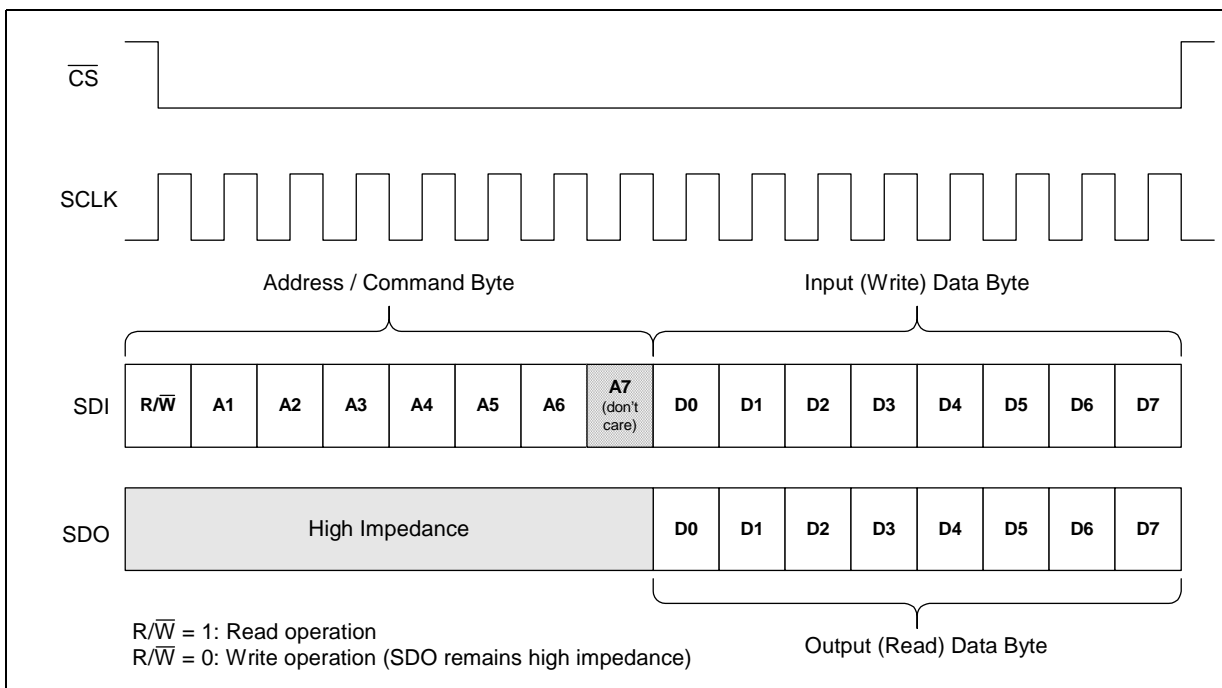 C̅S̅
SCLK
Address / Command Byte
Input (Write) Data Byte
SDI
R/W̅ A1 A2 A3 A4 A5 A6 A7 (don't care) D0 D1 D2 D3 D4 D5 D6 D7
SDO
High Impedance
D0 D1 D2 D3 D4 D5 D6 D7
R/W̅ = 1: Read operation
R/W̅ = 0: Write operation (SDO remains high impedance)
Output (Read) Data Byte